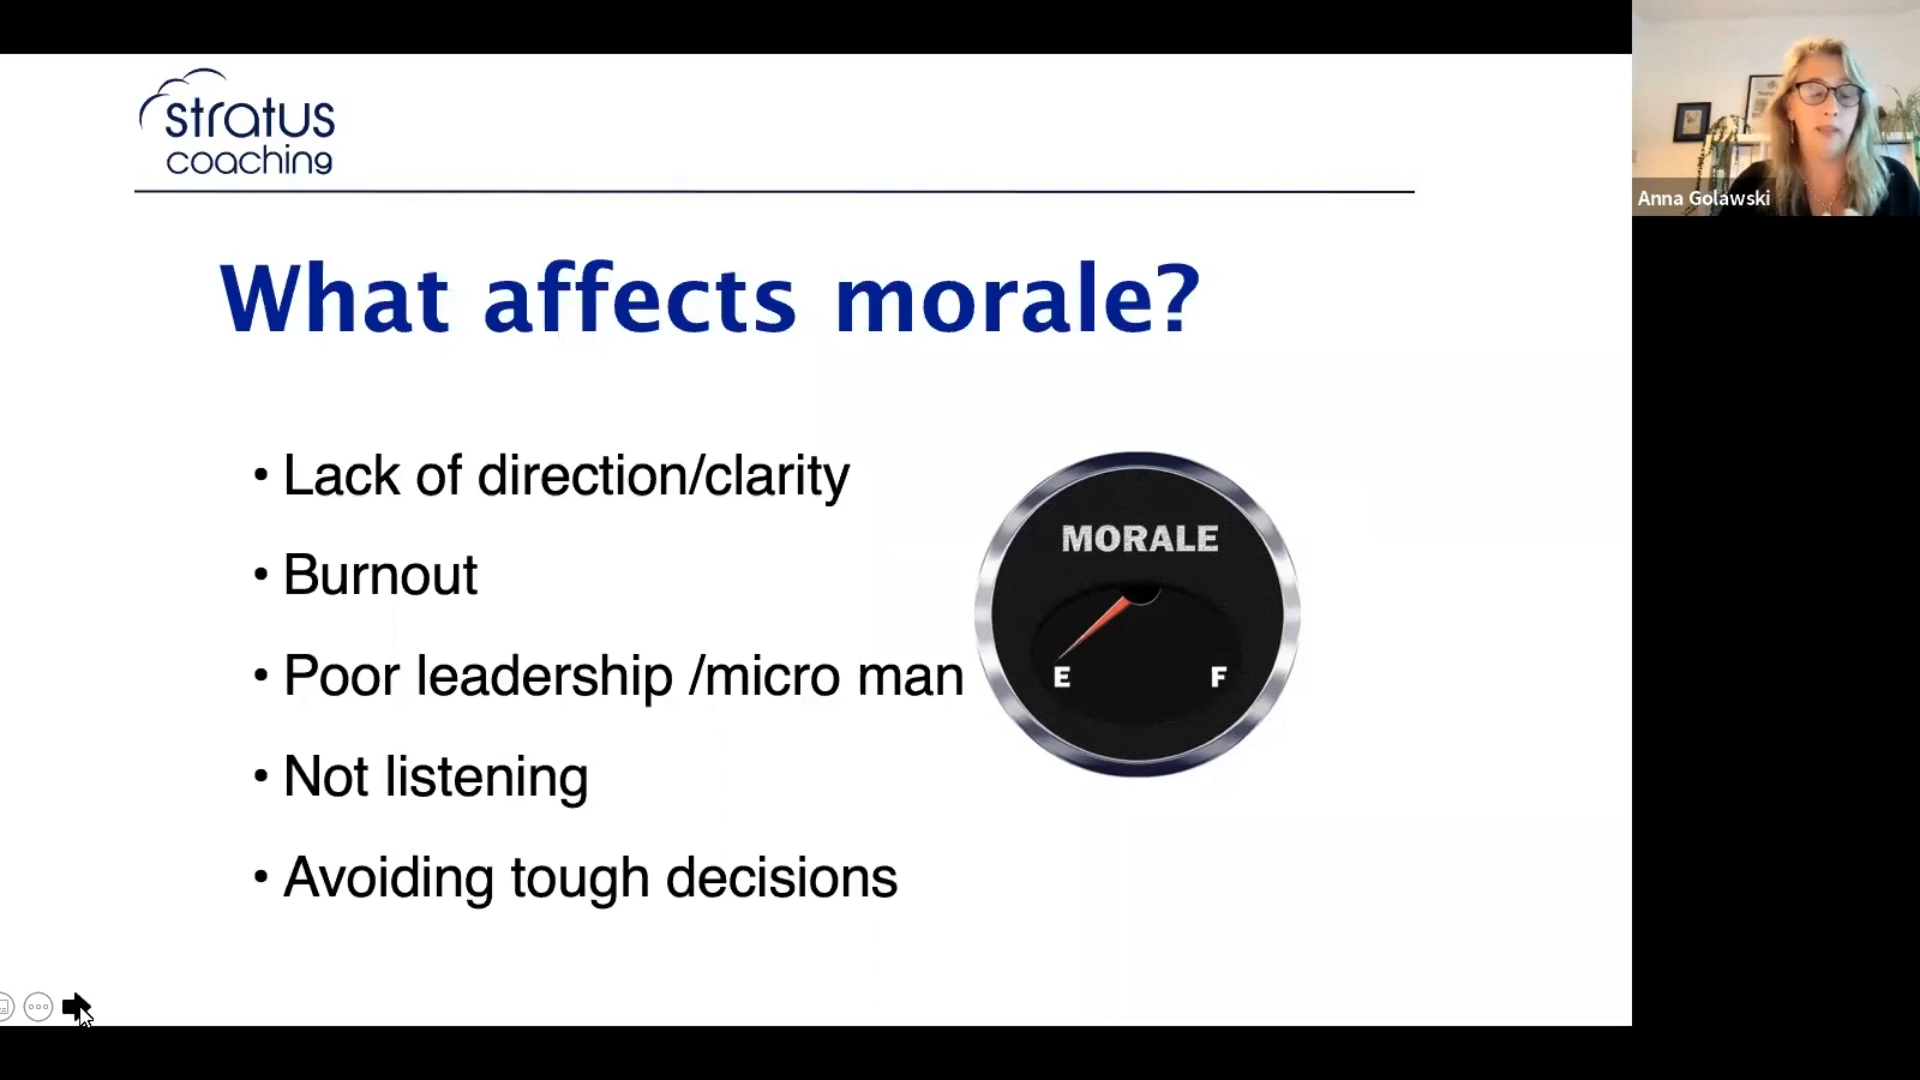 stratus
coaching
Anna Golawski
What affects morale?
• Lack of direction/clarity
• Burnout
• Poor leadership /micro man
• Not listening
• Avoiding tough decisions
MORALE
E F